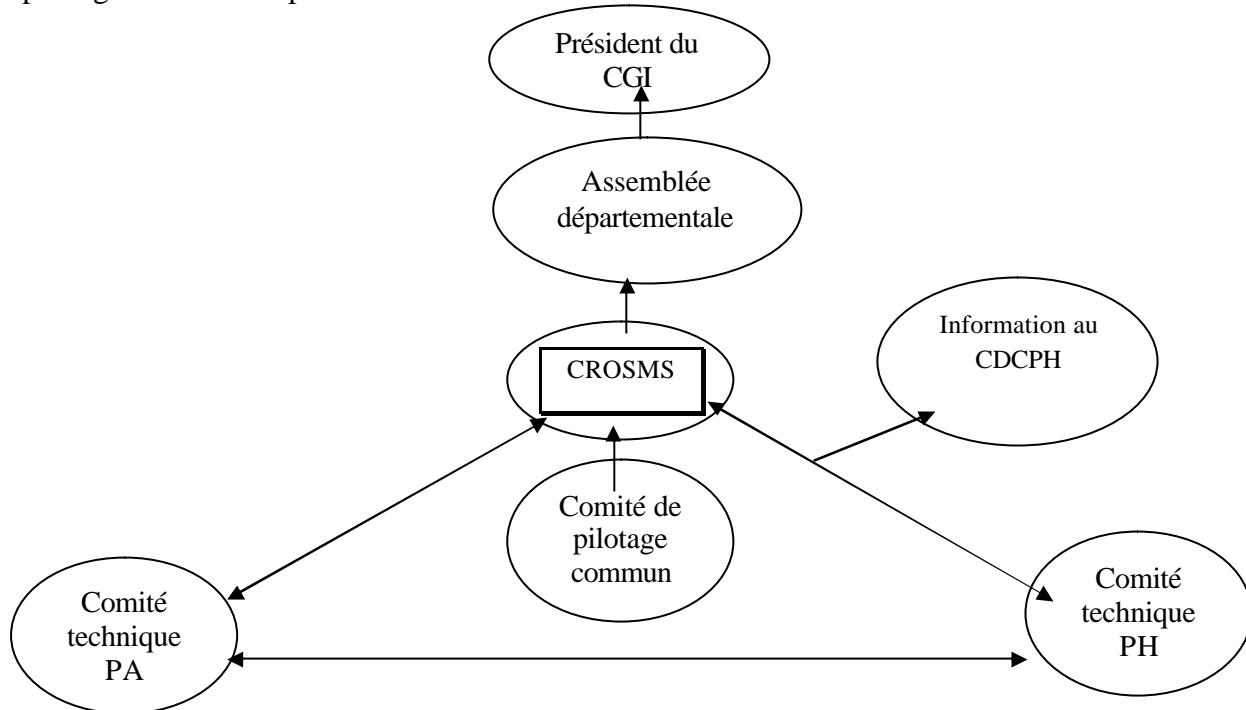 Président du
CGI
Assemblée
départementale
Information au
CDCPH
CROSMS
Comité de
pilotage
commun
Comité
technique
PA
Comité
technique
PH